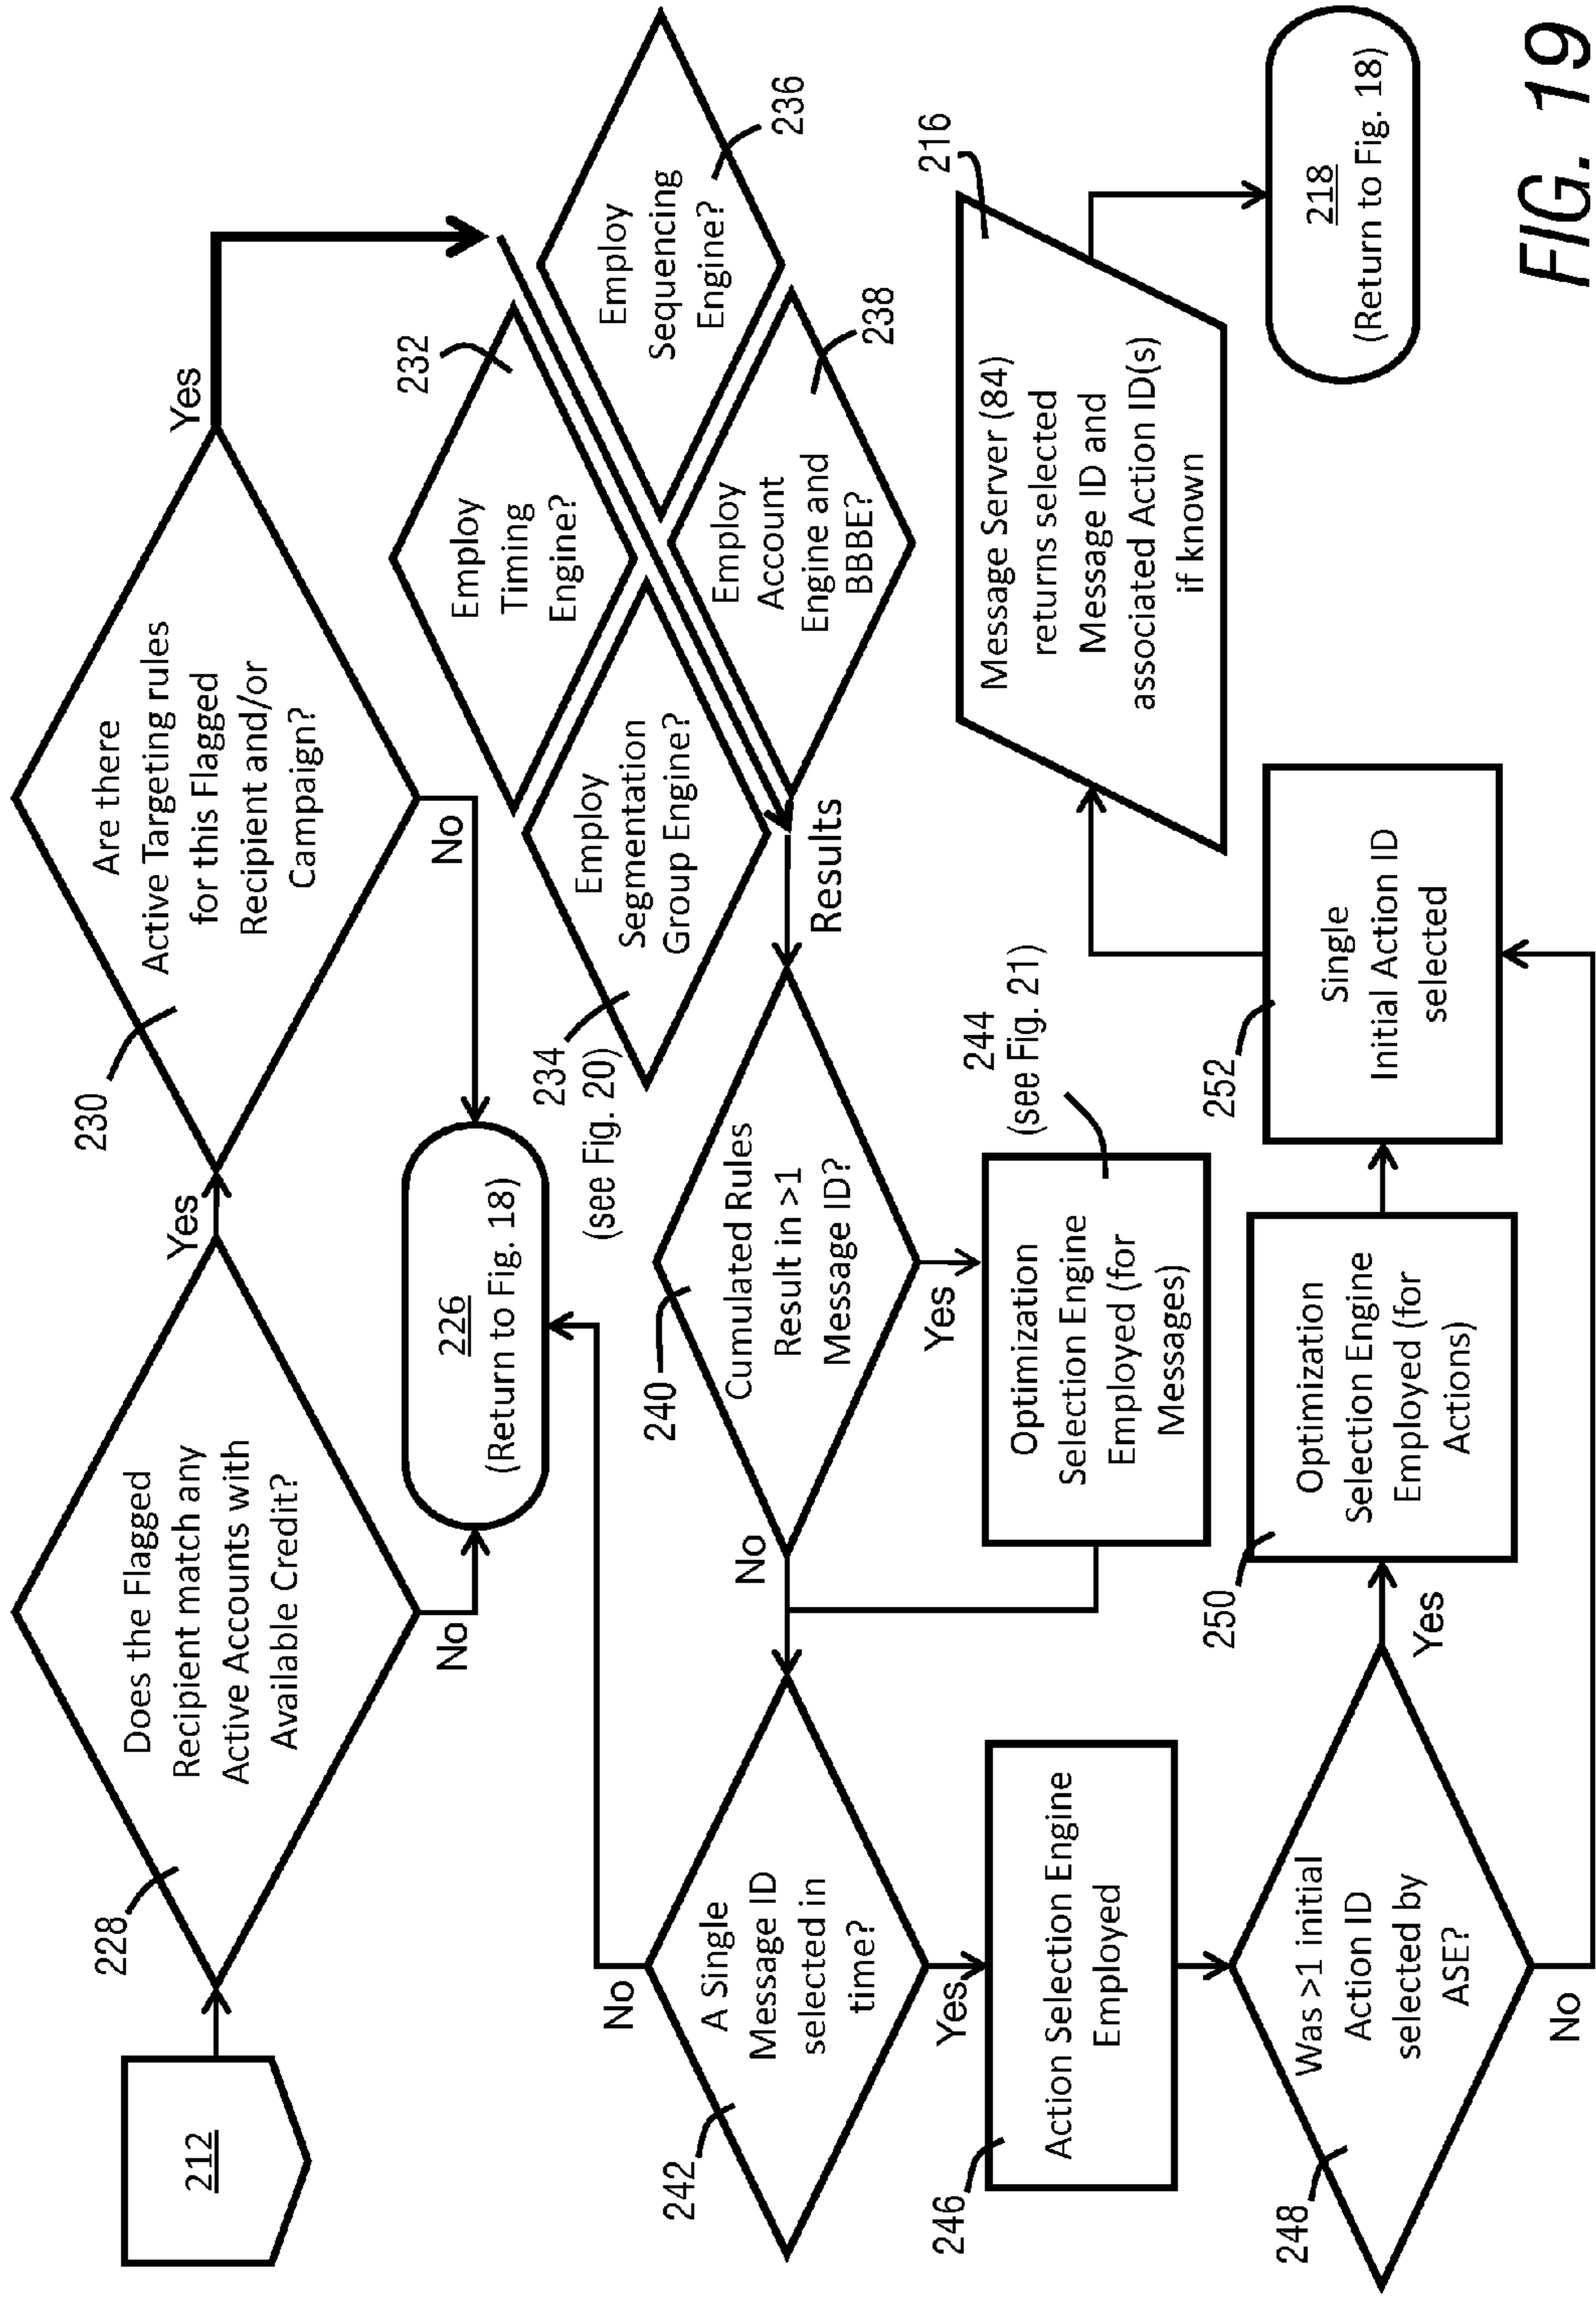 212
228
Does the Flagged
Recipient match any
Active Accounts with
Available Credit?
Yes
No
230
Are there
Active Targeting rules
for this Flagged
Recipient and/or
Campaign?
Yes
No
226
(Return to Fig. 18)
232
Employ
Timing
Engine?
234
(see Fig. 20)
Employ
Segmentation
Group Engine?
Employ
Sequencing
Engine?
236
Employ
Account
Engine and
BBBE?
238
Results
240
Cumulated Rules
Result in >1
Message ID?
No
Yes
244
(see Fig. 21)
Optimization
Selection Engine
Employed (for
Messages)
242
A Single
Message ID
selected in
time?
No
Yes
246
Action Selection Engine
Employed
248
Was >1 initial
Action ID
selected by
ASE?
Yes
No
250
Optimization
Selection Engine
Employed (for
Actions)
252
Single
Initial Action ID
selected
216
Message Server (84)
returns selected
Message ID and
associated Action ID(s)
if known
218
(Return to Fig. 18)
FIG. 19